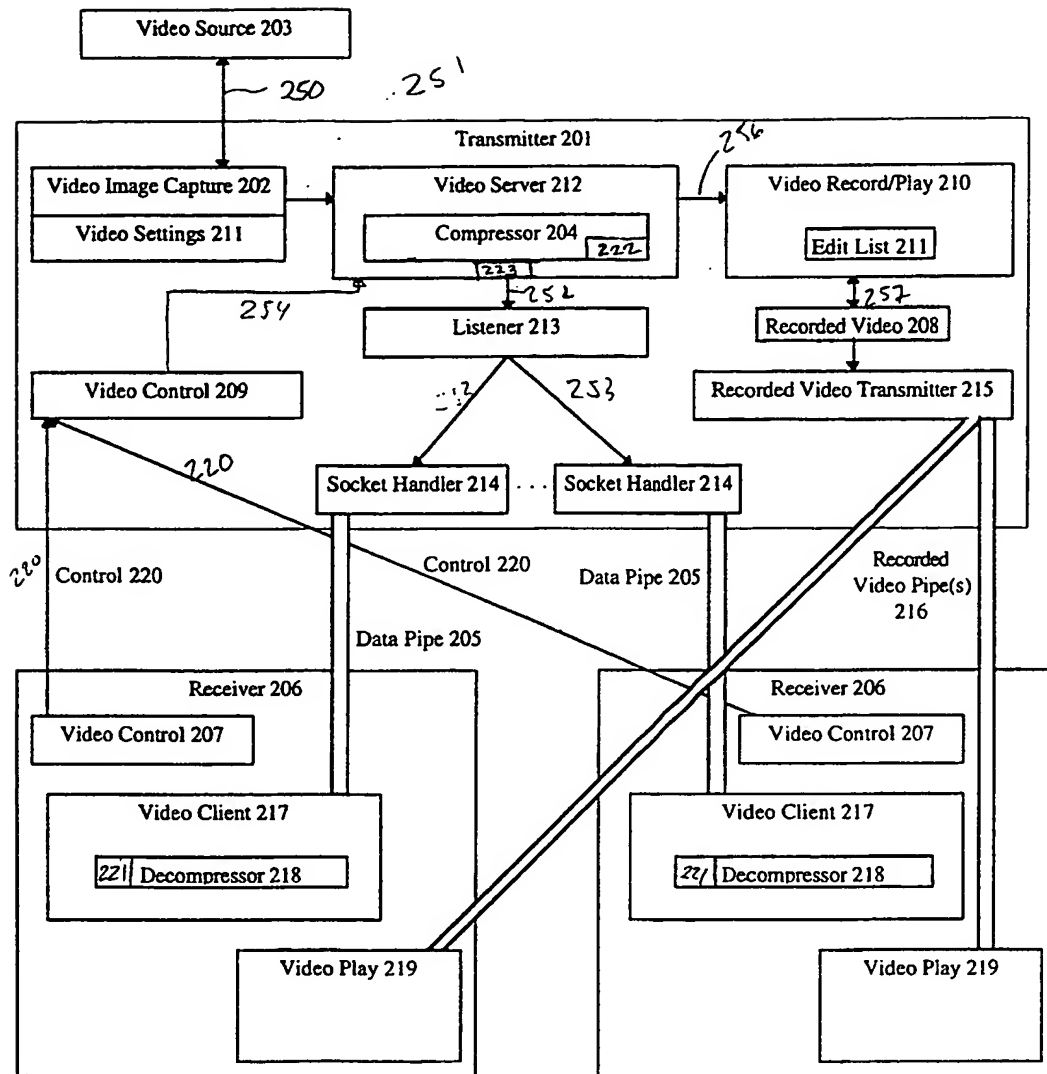 Video Source 203
250
251
Transmitter 201
256
Video Image Capture 202
Video Settings 211
Video Server 212
Compressor 204
222
223
Video Record/Play 210
Edit List 211
254
252
257
Listener 213
Recorded Video 208
Video Control 209
253
Recorded Video Transmitter 215
220
Socket Handler 214
. . .
Socket Handler 214
220
Control 220
Control 220
Data Pipe 205
Recorded
Video Pipe(s)
216
Data Pipe 205
Receiver 206
Receiver 206
Video Control 207
Video Control 207
Video Client 217
Video Client 217
221
Decompressor 218
221
Decompressor 218
Video Play 219
Video Play 219